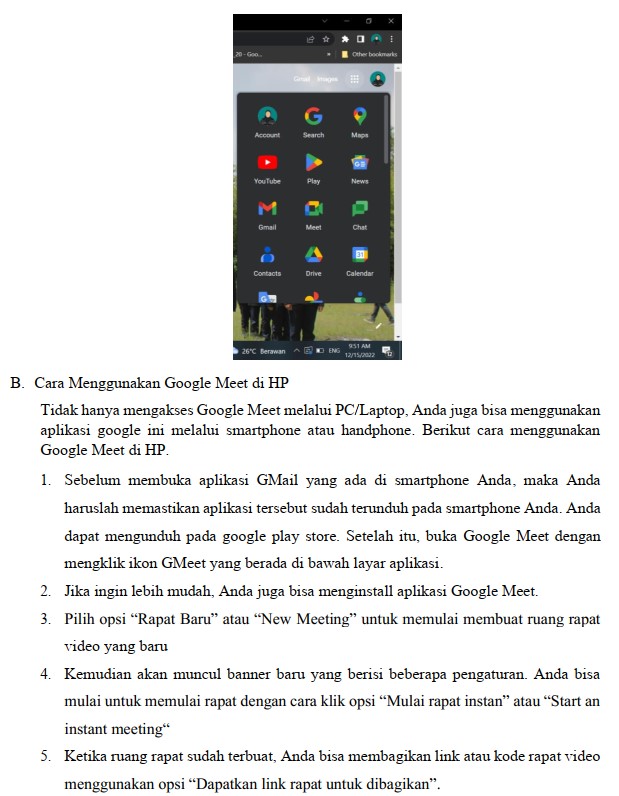 _20 - Goo...
Other bookmarks
Gmail Images
Account Search Maps
YouTube Play News
Gmail Meet Chat
Contacts Drive Calendar
26°C Berawan ENG 9:51 AM
12/15/2022
B. Cara Menggunakan Google Meet di HP
Tidak hanya mengakses Google Meet melalui PC/Laptop, Anda juga bisa menggunakan
aplikasi google ini melalui smartphone atau handphone. Berikut cara menggunakan
Google Meet di HP.
1. Sebelum membuka aplikasi GMail yang ada di smartphone Anda, maka Anda
haruslah memastikan aplikasi tersebut sudah terunduh pada smartphone Anda. Anda
dapat mengunduh pada google play store. Setelah itu, buka Google Meet dengan
mengklik ikon GMeet yang berada di bawah layar aplikasi.
2. Jika ingin lebih mudah, Anda juga bisa menginstall aplikasi Google Meet.
3. Pilih opsi “Rapat Baru” atau “New Meeting” untuk memulai membuat ruang rapat
video yang baru
4. Kemudian akan muncul banner baru yang berisi beberapa pengaturan. Anda bisa
mulai untuk memulai rapat dengan cara klik opsi “Mulai rapat instan” atau “Start an
instant meeting“
5. Ketika ruang rapat sudah terbuat, Anda bisa membagikan link atau kode rapat video
menggunakan opsi “Dapatkan link rapat untuk dibagikan”.